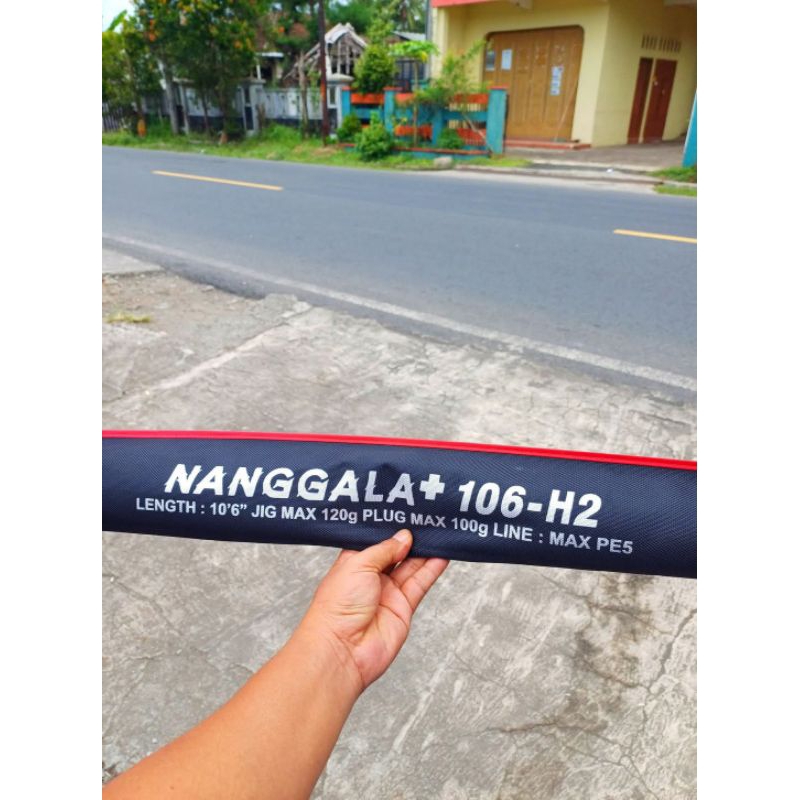 NANGGALA+ 106-H2
LENGTH : 10'6” JIG MAX 120g PLUG MAX 100g LINE : MAX PE5